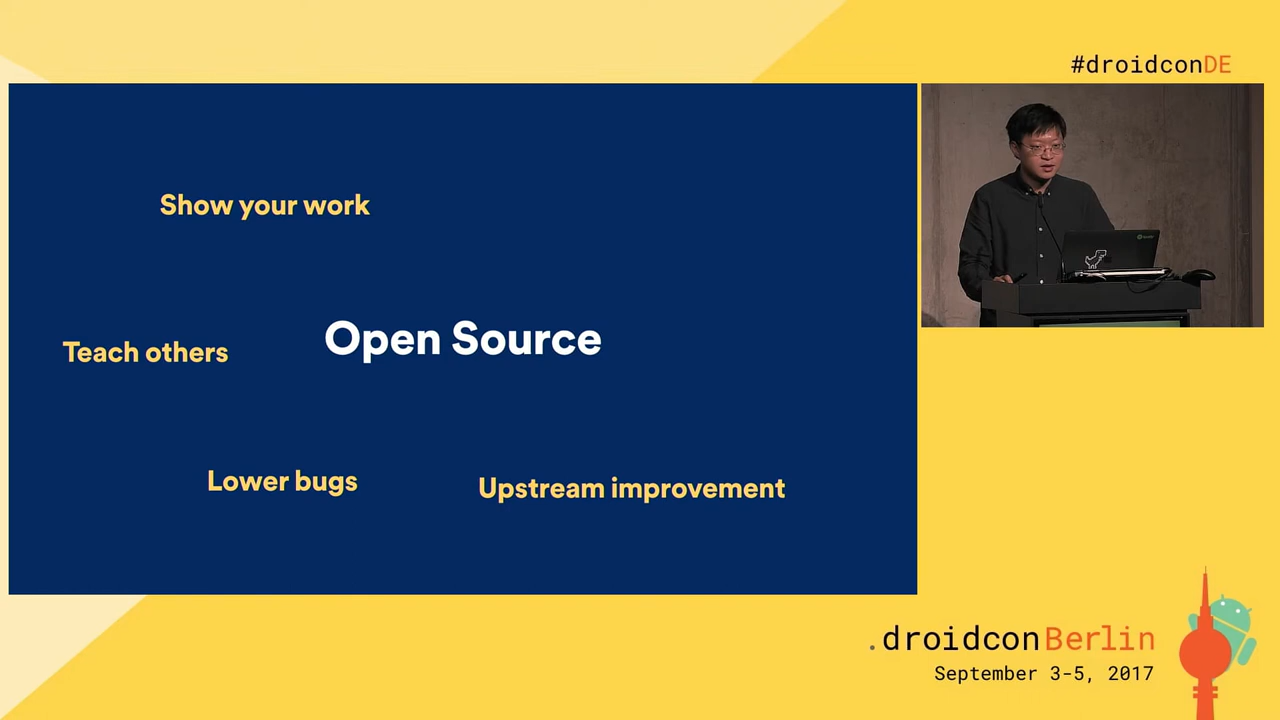 #droidconDE
Show your work
Open Source
Teach others
Lower bugs
Upstream improvement
.droidconBerlin
September 3-5, 2017